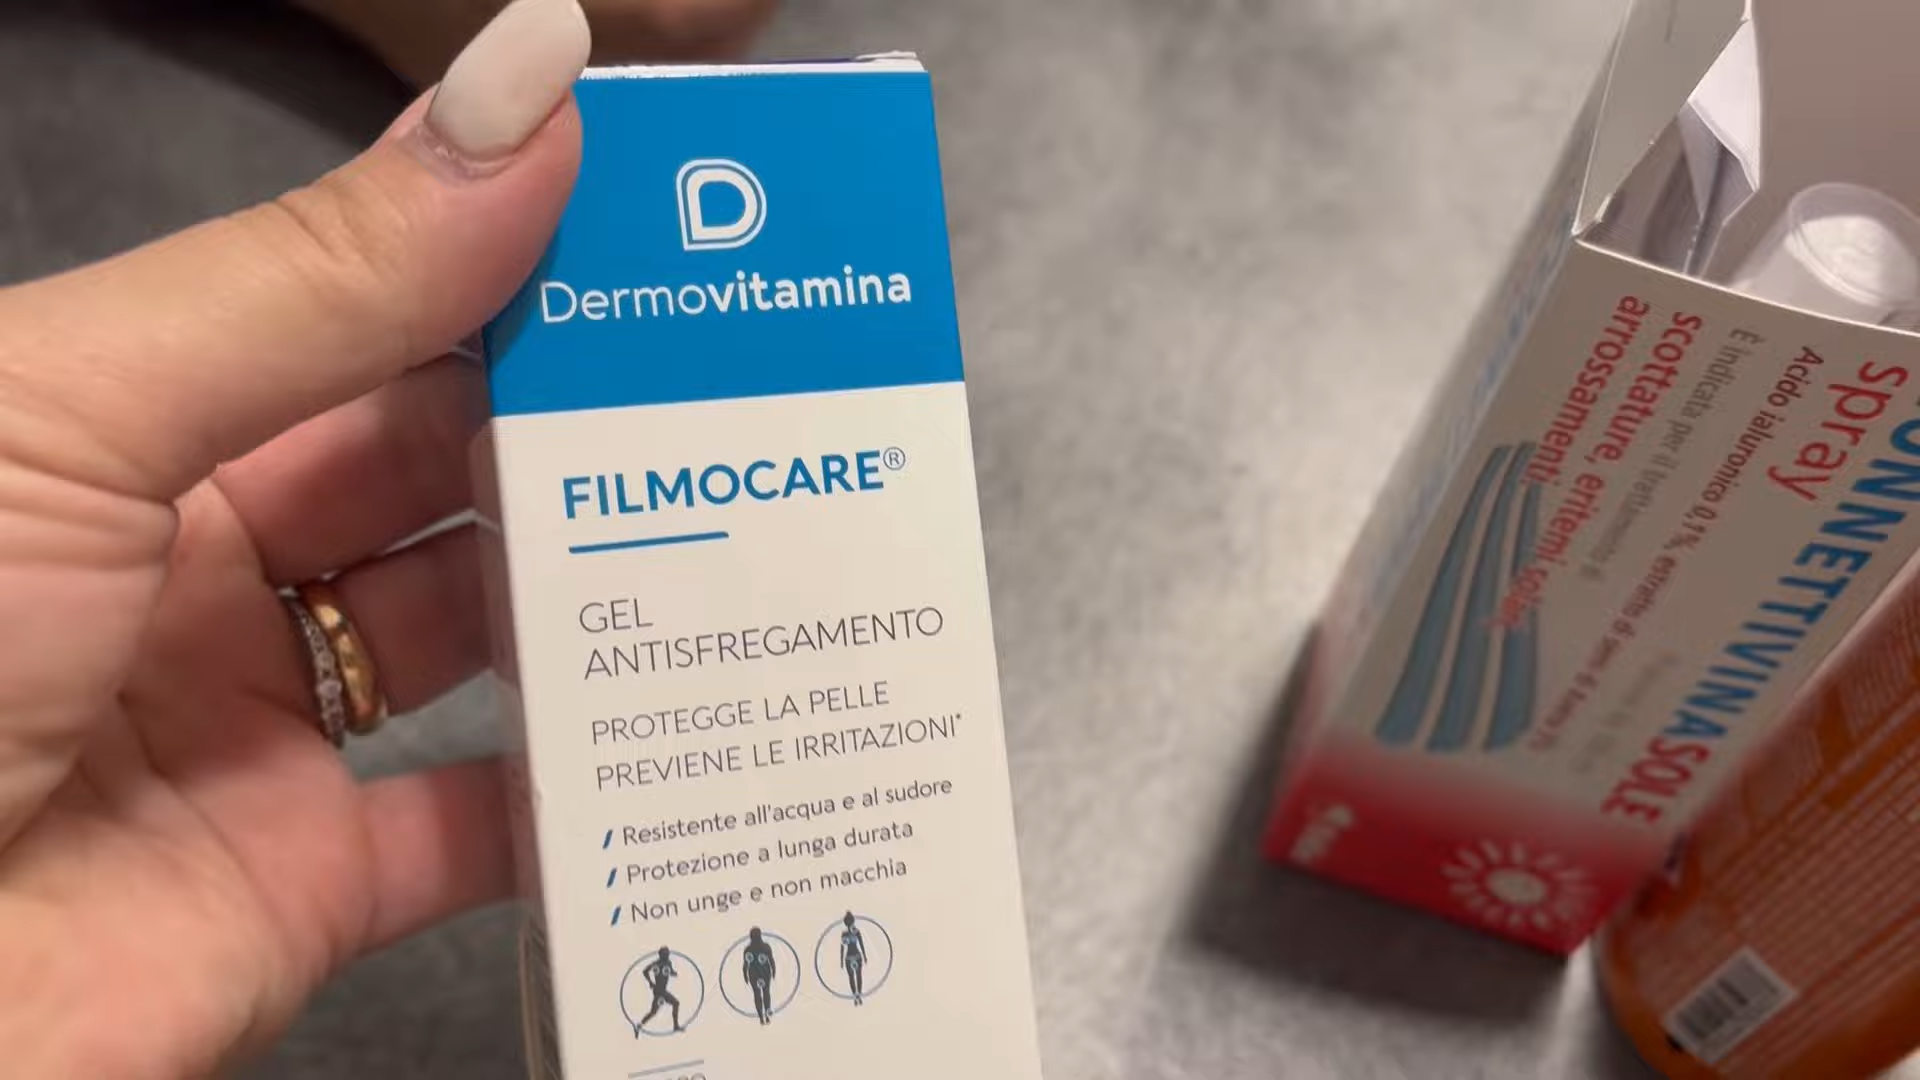 D
Dermovitamina
FILMOCARE®
GEL
ANTISFREGAMENTO
PROTEGGE LA PELLE
PREVIENE LE IRRITAZIONI*
Resistente all'acqua e al sudore
Protezione a lunga durata
Non unge e non macchia
NNETTIVINASOLE
spray
Acido ialuronico 0,1%, estratto di
È indicata per il trattamento di
scottature, eritemi solari,
arrossamenti.